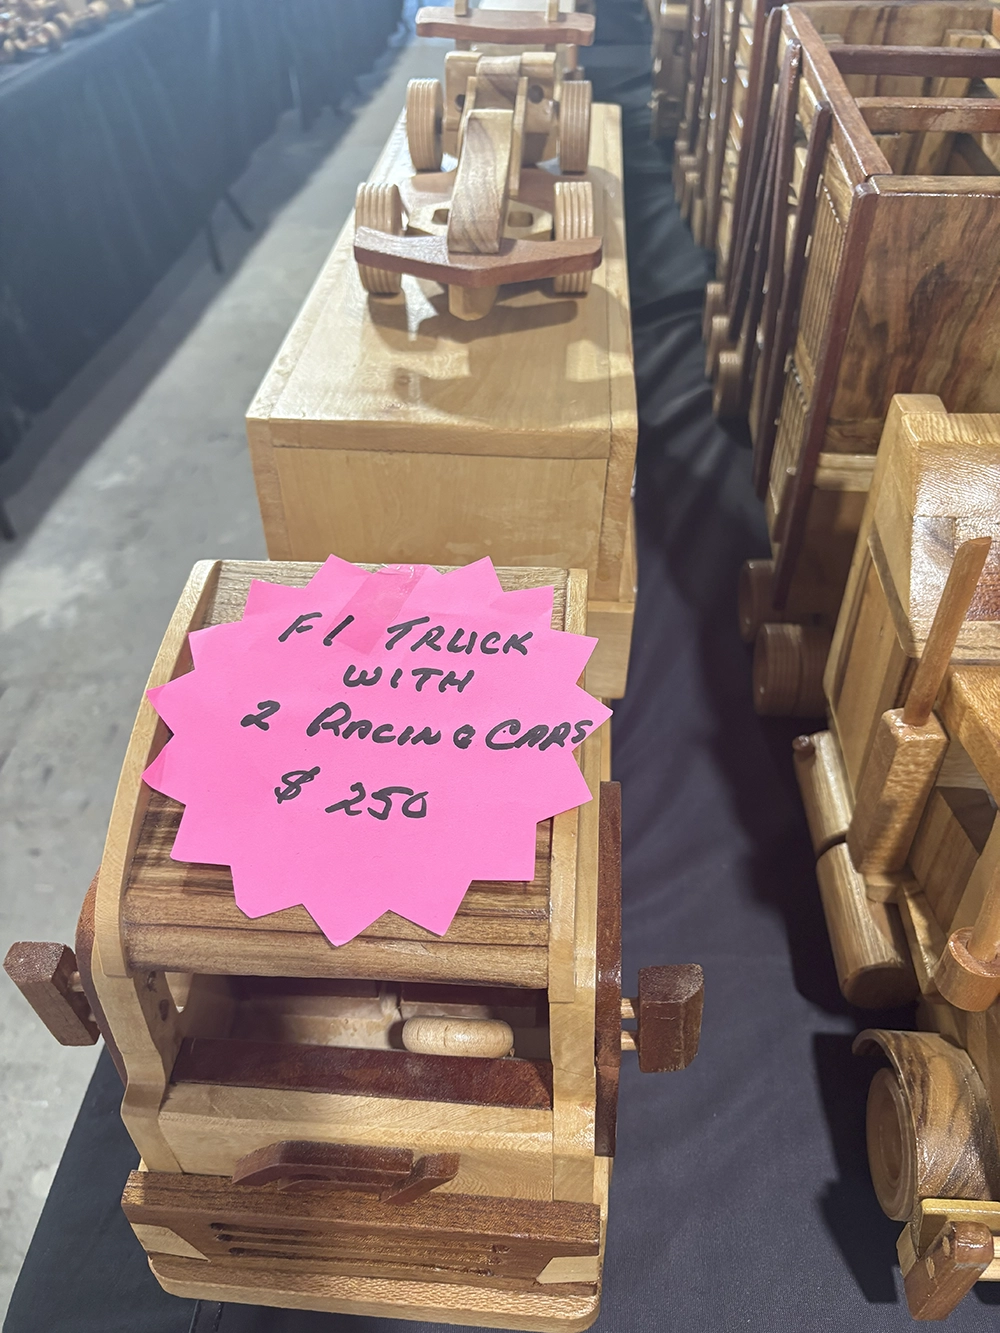 F1 TRUCK
WITH
2 RACING CARS
$ 250